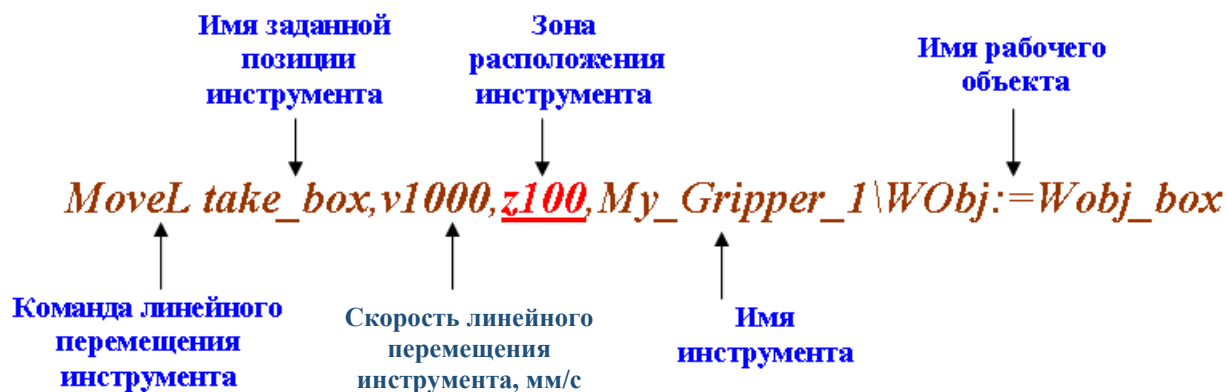 Имя заданной
позиции
инструмента
Зона
расположения
инструмента
Имя рабочего
объекта
MoveL take_box,v1000,z100,My_Gripper_1\WObj:=Wobj_box
Команда линейного
перемещения
инструмента
Скорость линейного
перемещения
инструмента, мм/с
Имя
инструмента